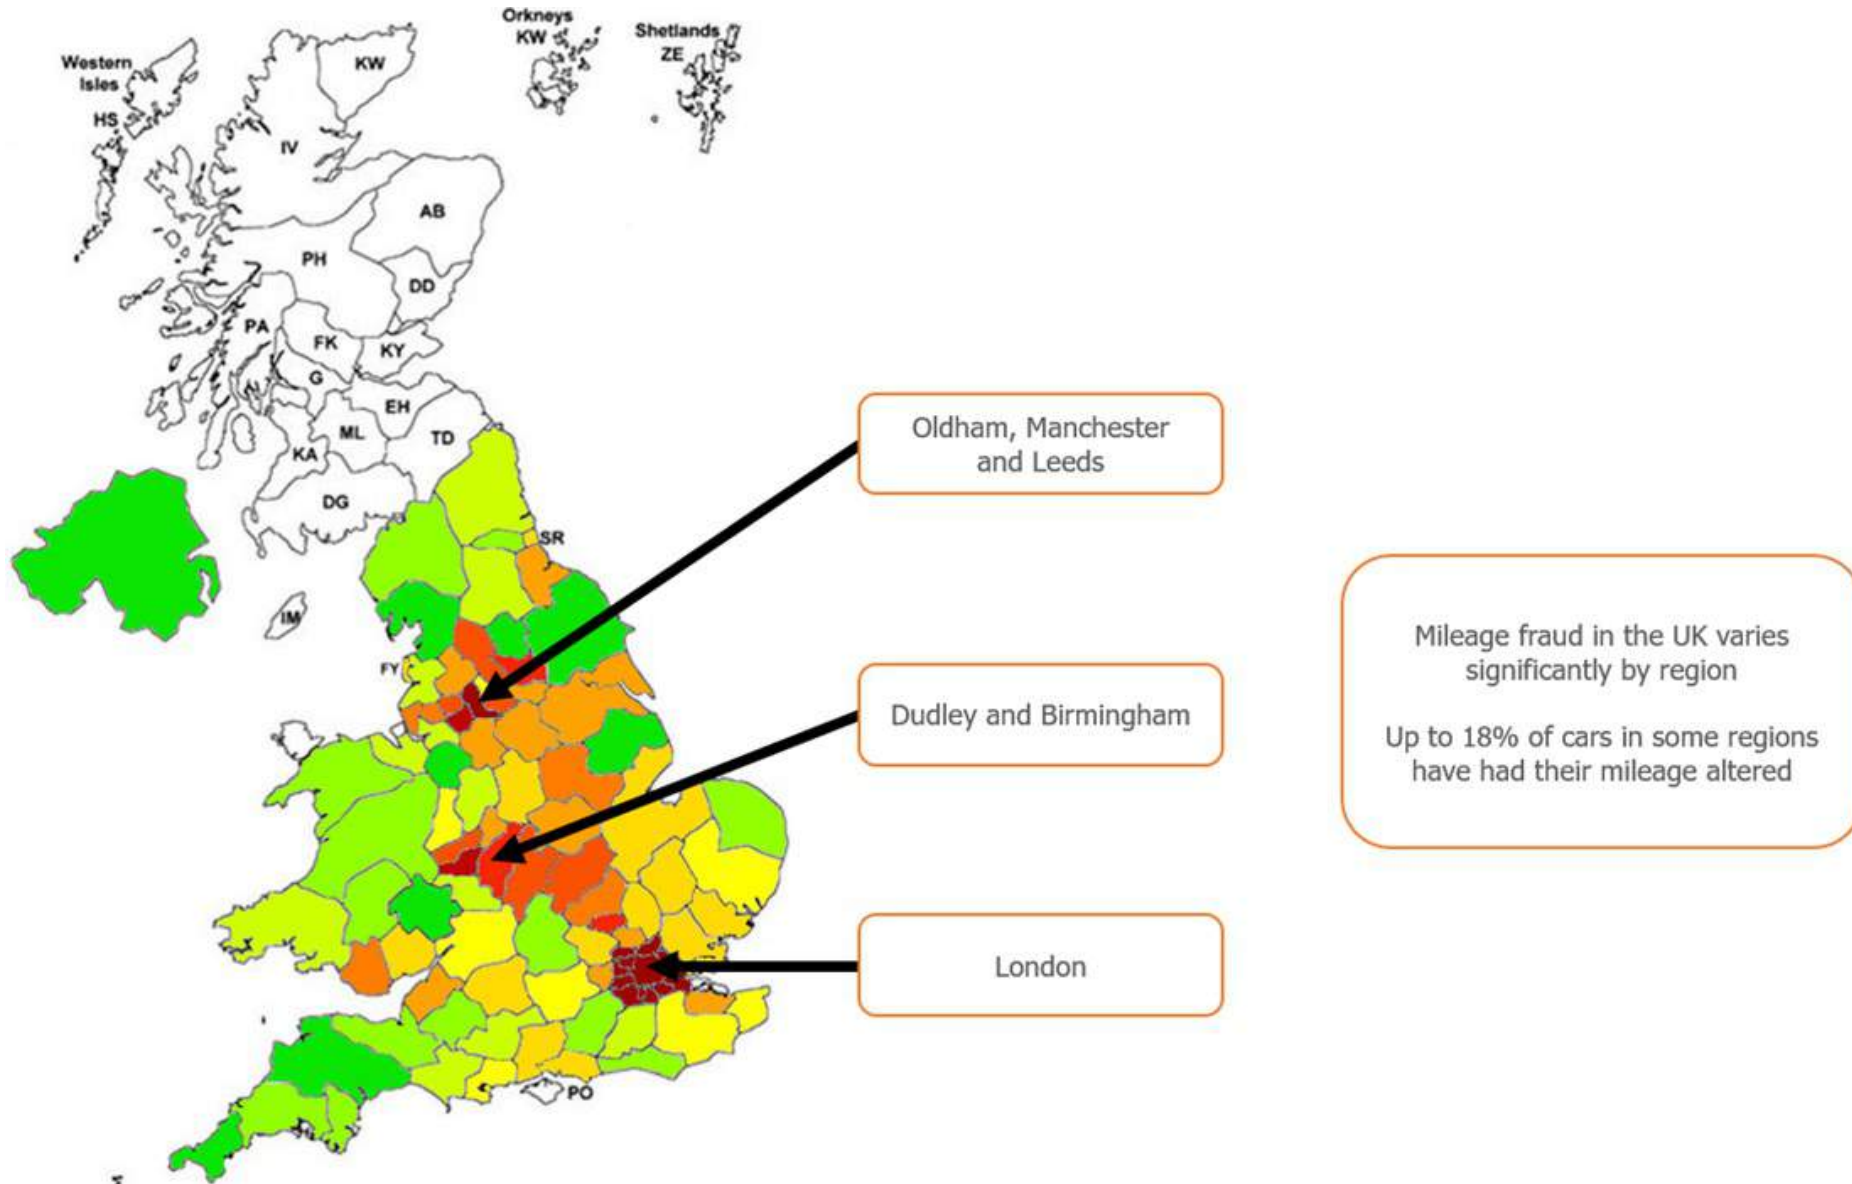 Orkneys
KW
Shetlands
ZE
Western
Isles
HS
KW
IV
AB
PH
DD
PA
FK
KY
G
EH
ML
TD
KA
DG
SR
IM
FY
PO
Oldham, Manchester
and Leeds
Dudley and Birmingham
London
Mileage fraud in the UK varies
significantly by region
Up to 18% of cars in some regions
have had their mileage altered